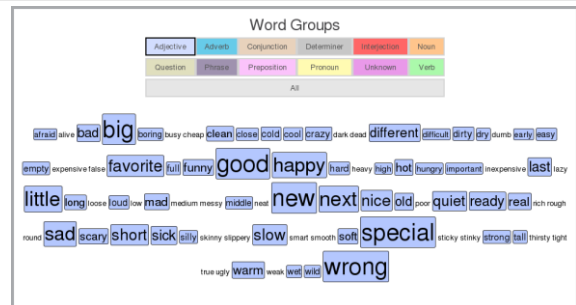 Word Groups
Adjective Adverb Conjunction Determiner Interjection Noun
Question Phrase Preposition Pronoun Unknown Verb
All
afraid alive bad big boring busy cheap clean close cold cool crazy dark dead different difficult dirty dry dumb early easy
empty expensive false favorite full funny good happy hard heavy high hot hungry important inexpensive last lazy
little long loose loud low mad medium messy middle neat new next nice old poor quiet ready real rich rough
round sad scary short sick silly skinny slippery slow smart smooth soft special sticky stinky strong tall thirsty tight
true ugly warm weak wet wild wrong